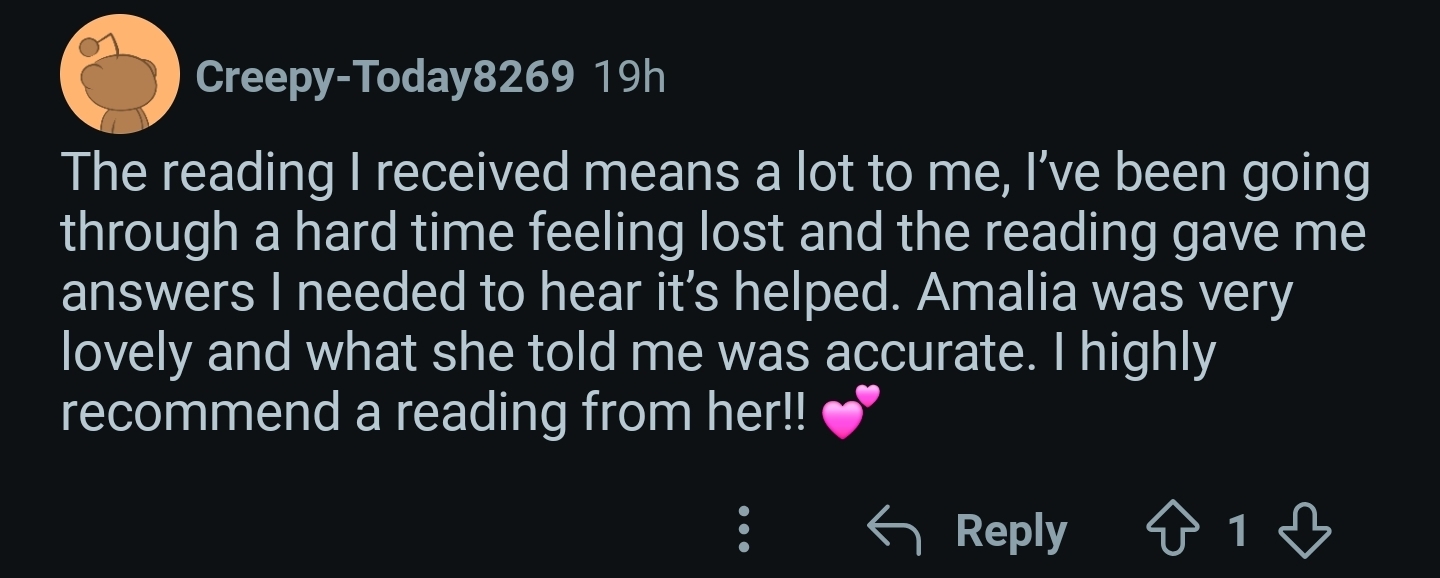 Creepy-Today8269 19h
The reading I received means a lot to me, I’ve been going
through a hard time feeling lost and the reading gave me
answers I needed to hear it’s helped. Amalia was very
lovely and what she told me was accurate. I highly
recommend a reading from her!! 💕
Reply 1